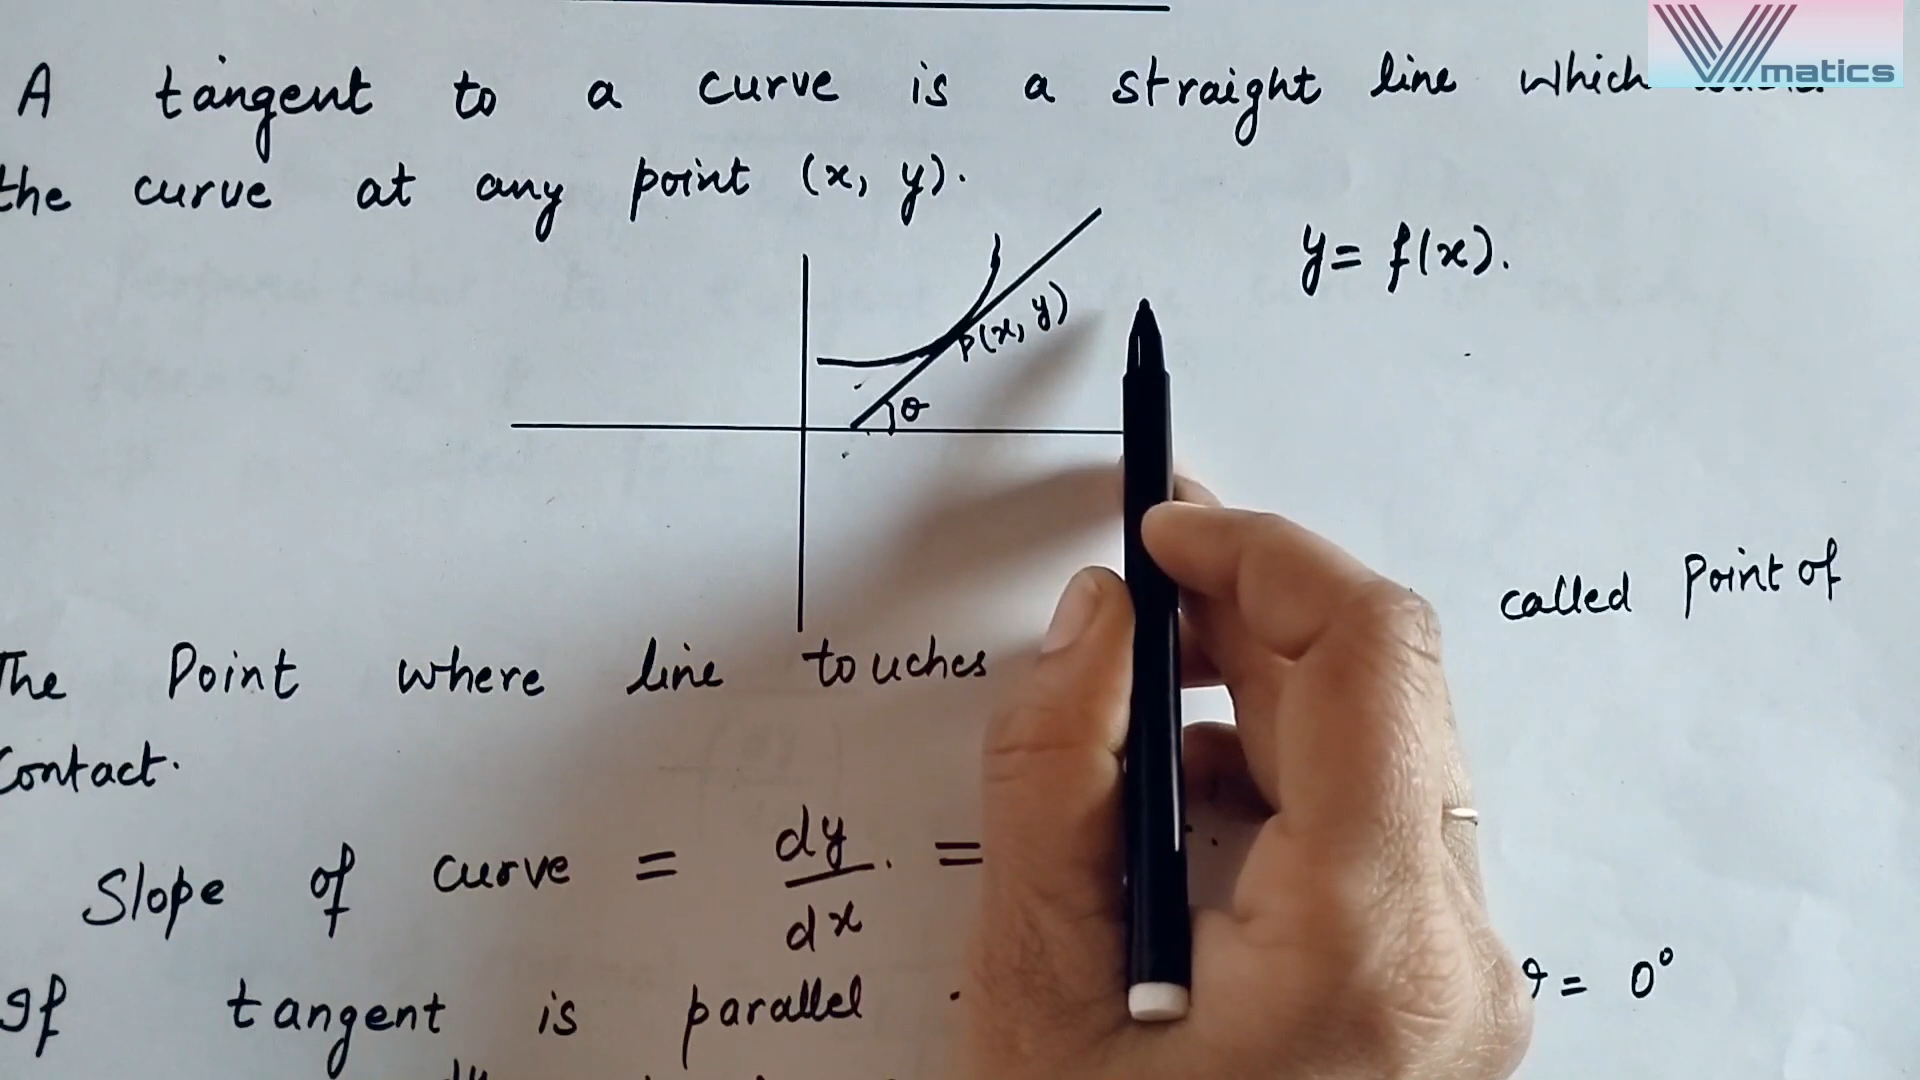 A tangent to a curve is a straight line which
the curve at any point (x, y).
y = f(x).
P(x, y)
θ
called Point of
The Point where line touches
Contact.
Slope of curve = dy/dx. =
If tangent is parallel
θ = 0°
Vmatics